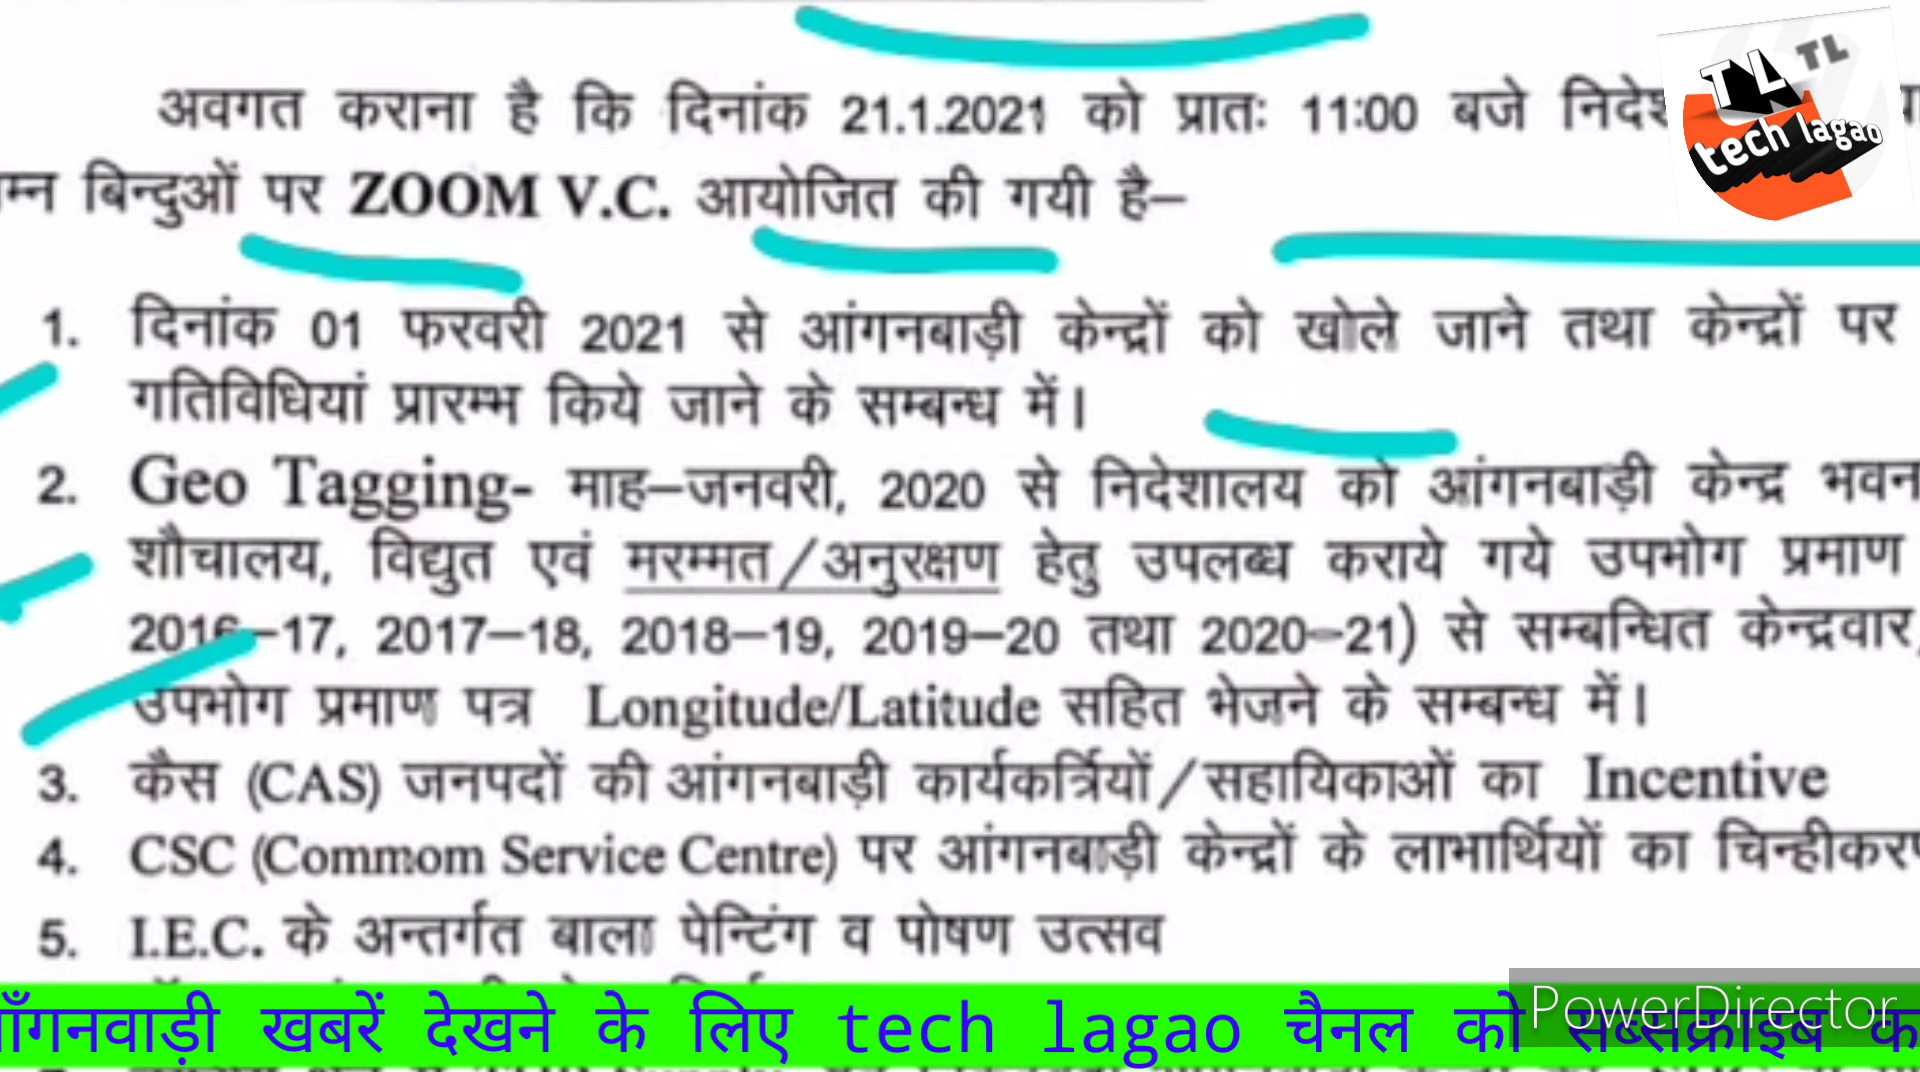 अवगत कराना है कि दिनांक 21.1.2021 को प्रातः 11:00 बजे
बिन्दुओं पर ZOOM V.C. आयोजित की गयी है—
1. दिनांक 01 फरवरी 2021 से आंगनबाड़ी केन्द्रों को खोले जाने तथा केन्द्रों पर
गतिविधियां प्रारम्भ किये जाने के सम्बन्ध में।
2. Geo Tagging- माह—जनवरी, 2020 से निदेशालय को आंगनबाड़ी केन्द्र भवन
शौचालय, विद्युत एवं मरम्मत/अनुरक्षण हेतु उपलब्ध कराये गये उपभोग प्रमाण
2016—17, 2017—18, 2018—19, 2019—20 तथा 2020—21) से सम्बन्धित केन्द्रवार,
उपभोग प्रमाण पत्र Longitude/Latitude सहित भेजने के सम्बन्ध में।
3. कैस (CAS) जनपदों की आंगनबाड़ी कार्यकर्त्रियों/सहायिकाओं का Incentive
4. CSC (Commom Service Centre) पर आंगनबाड़ी केन्द्रों के लाभार्थियों का
5. I.E.C. के अन्तर्गत बाला पेन्टिंग व पोषण उत्सव
खबरें देखने के लिए tech lagao चैनल को सब्सक्राइब
TL TL
tech lagao
PowerDirector